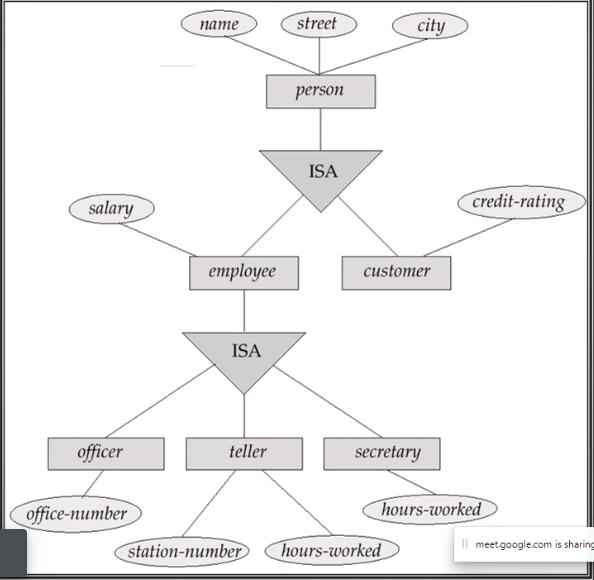 name street city
person
ISA
salary credit-rating
employee customer
ISA
officer teller secretary
office-number hours-worked
station-number hours-worked
meet.google.com is sharing